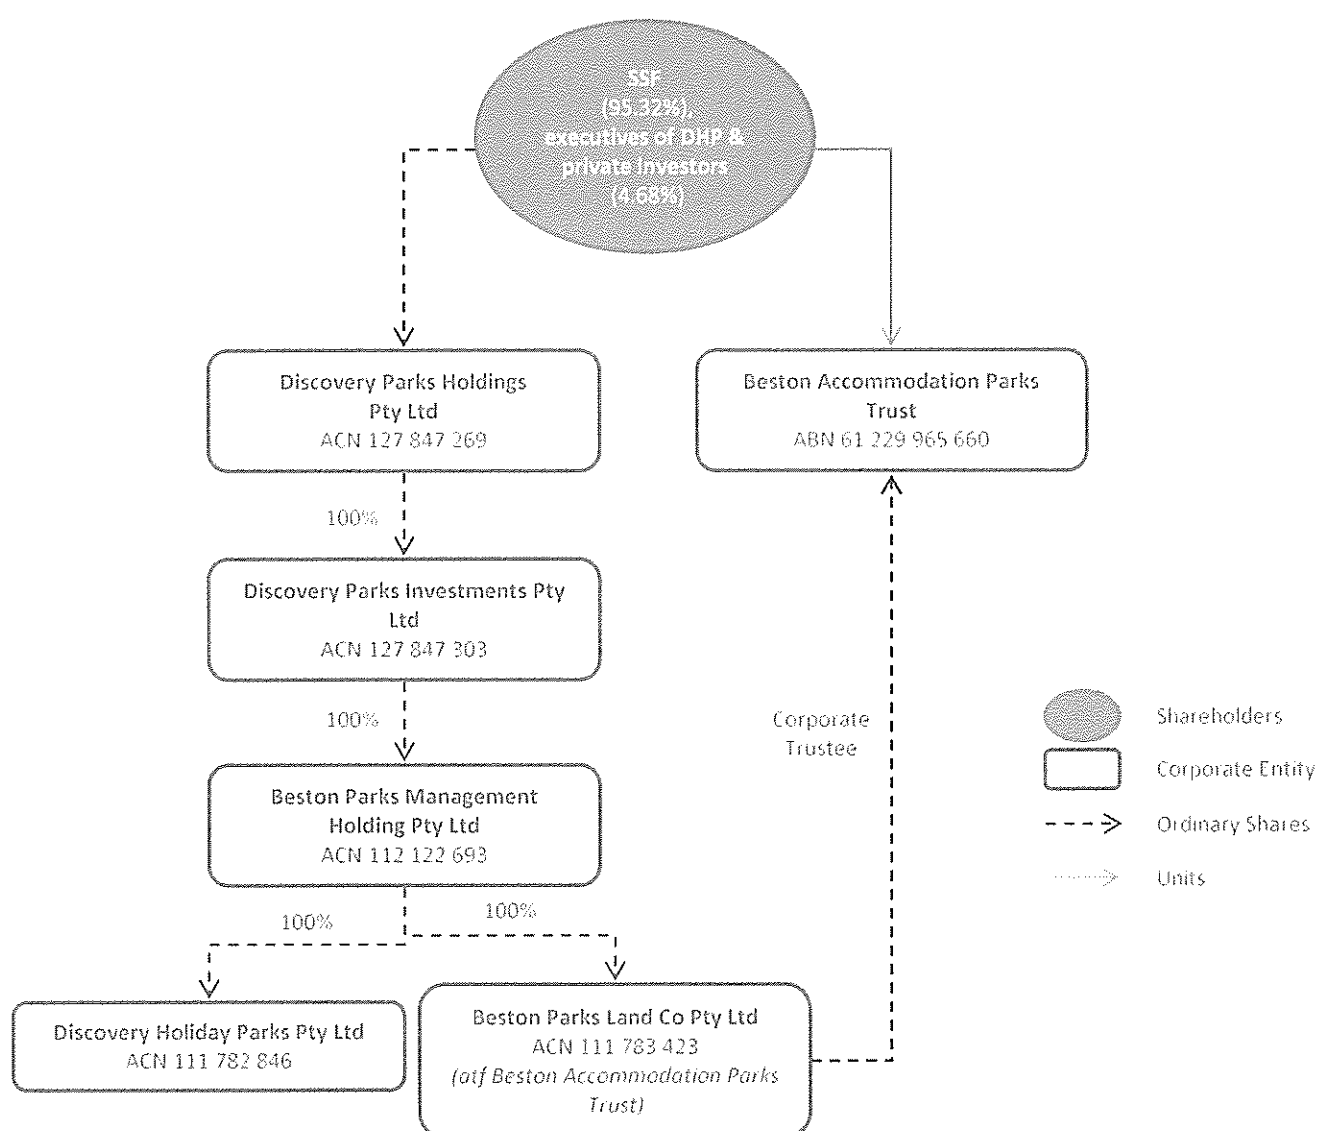 SSF
(95.32%),
executives of DHP &
private investors
(4.68%)
Discovery Parks Holdings
Pty Ltd
ACN 127 847 269
Beston Accommodation Parks
Trust
ABN 61 229 965 660
100%
Discovery Parks Investments Pty
Ltd
ACN 127 847 303
100%
Corporate
Trustee
Shareholders
Corporate Entity
Ordinary Shares
Units
Beston Parks Management
Holding Pty Ltd
ACN 112 122 693
100%
100%
Discovery Holiday Parks Pty Ltd
ACN 111 782 846
Beston Parks Land Co Pty Ltd
ACN 111 783 423
(atf Beston Accommodation Parks
Trust)